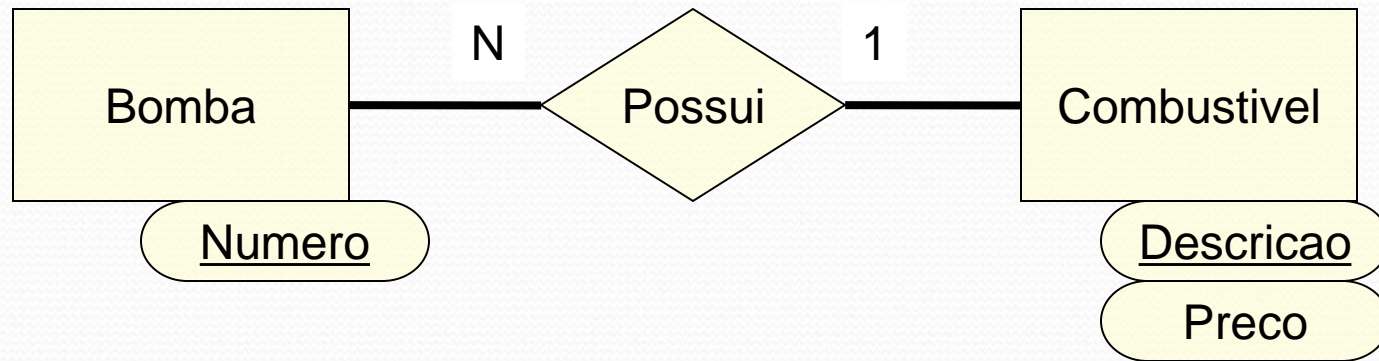 N
1
Bomba
Possui
Combustivel
Numero
Descricao
Preco